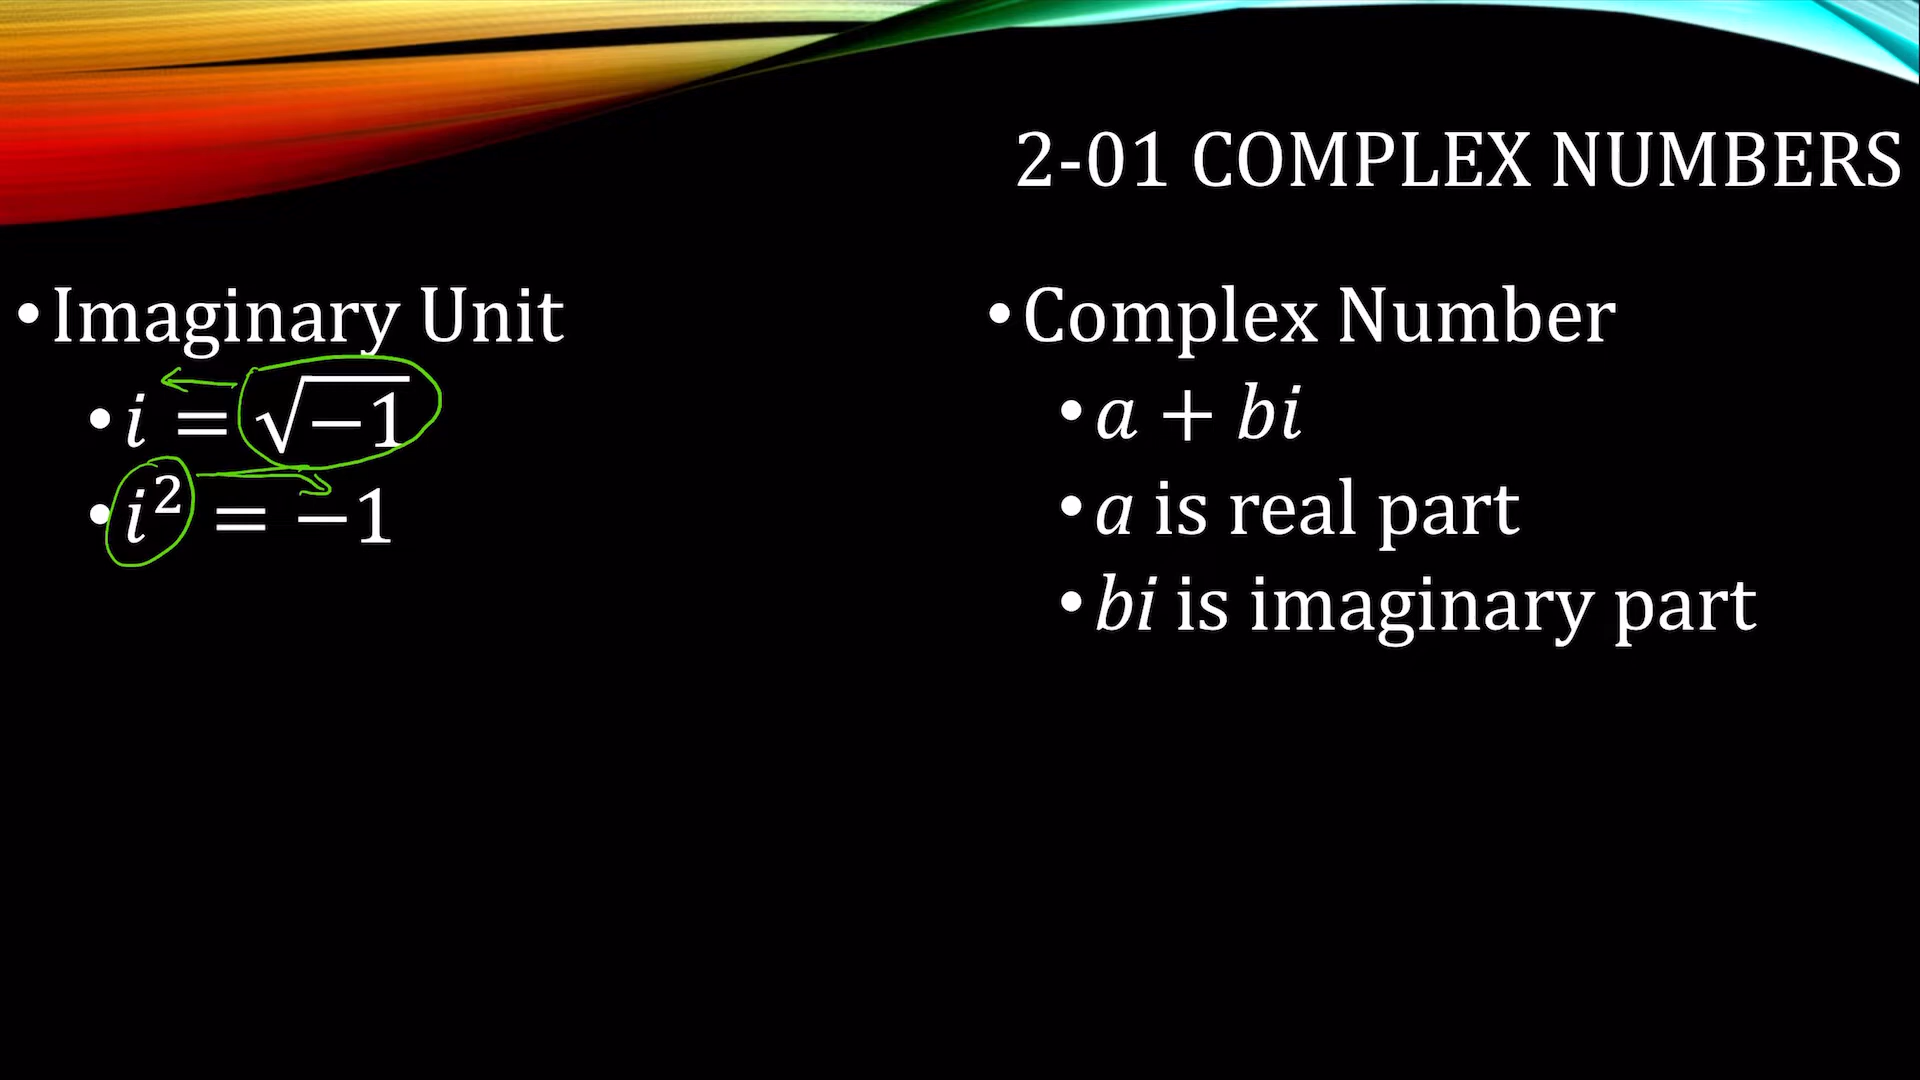 2-01 COMPLEX NUMBERS
•Imaginary Unit
•i = √−1
•i² = −1
•Complex Number
•a + bi
•a is real part
•bi is imaginary part